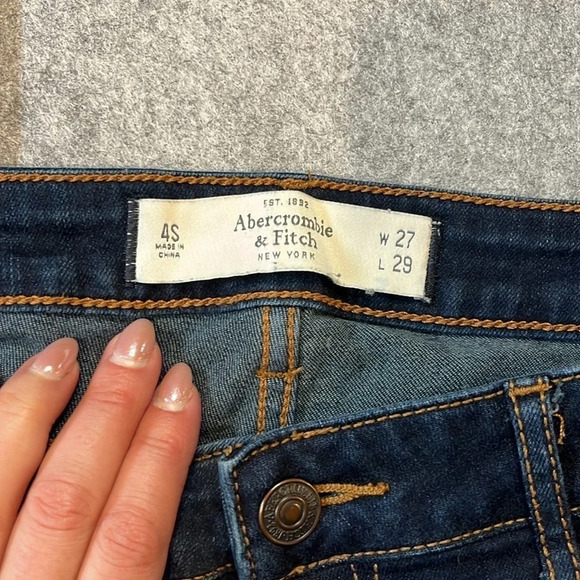 EST. 1892
4S
MADE IN
CHINA
Abercrombie
& Fitch
NEW YORK
W 27
L 29